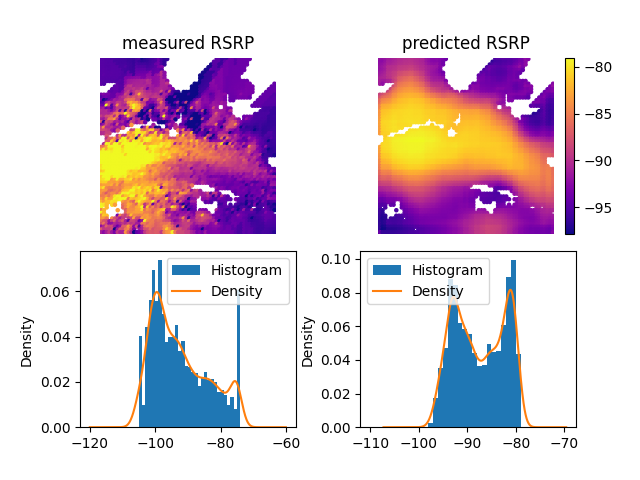 measured RSRP
predicted RSRP
−80
−85
−90
−95
Density
0.06
0.04
0.02
0.00
Histogram
Density
−120
−100
−80
−60
Density
0.10
0.08
0.06
0.04
0.02
0.00
Histogram
Density
−110
−100
−90
−80
−70